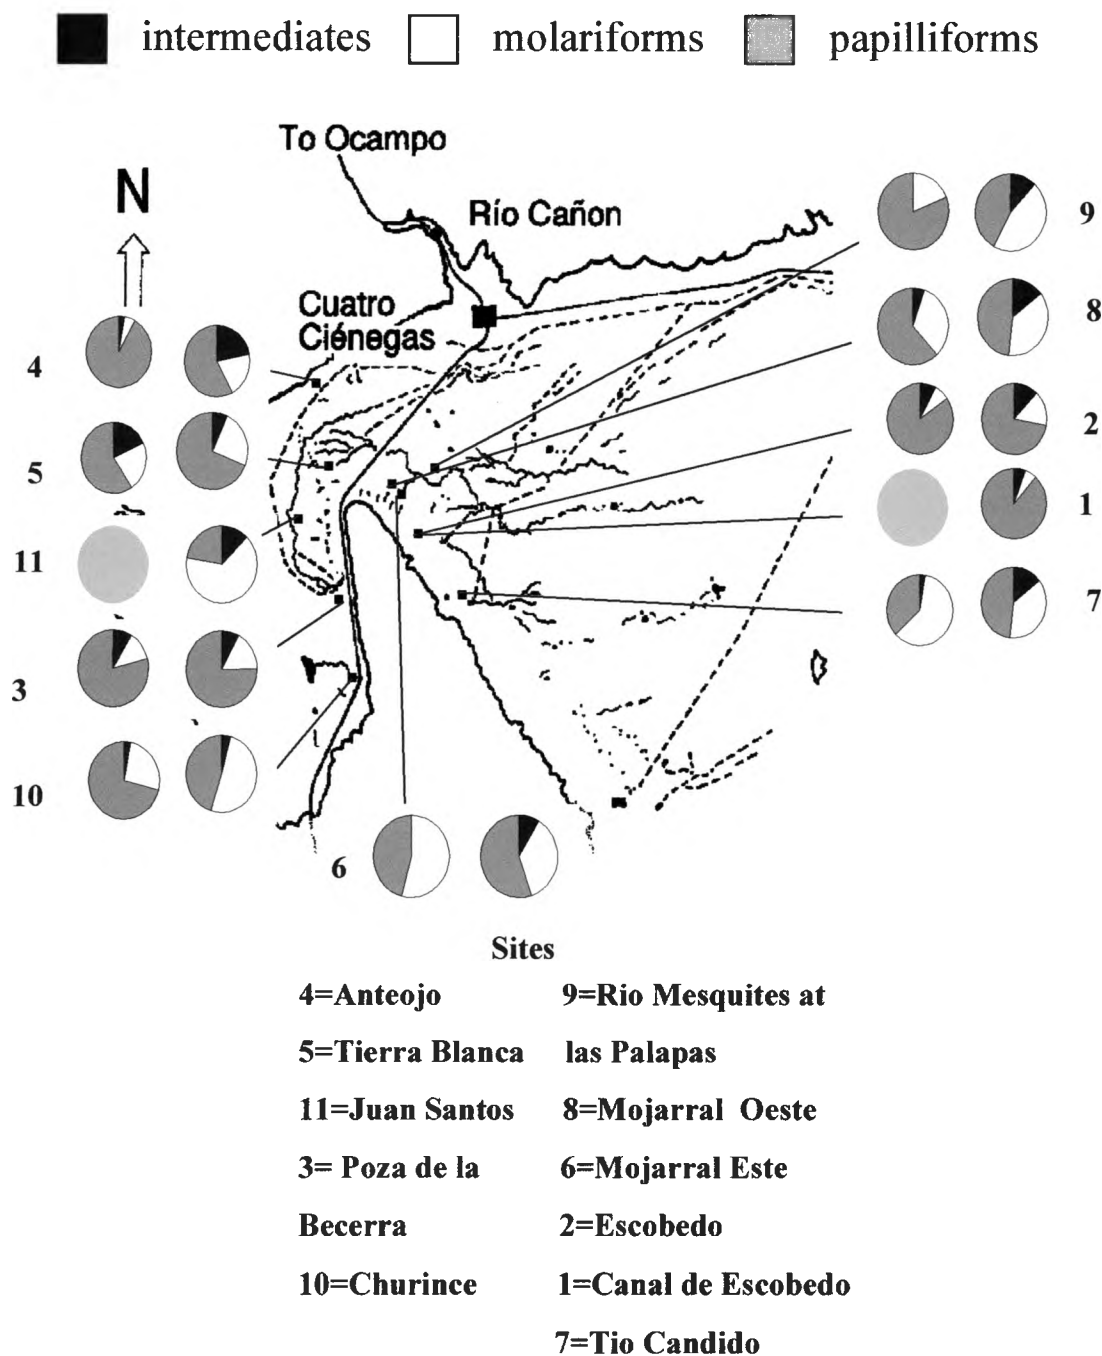 intermediates molariforms papilliforms
To Ocampo
N
Río Cañon
9
Cuatro
Ciénegas
8
4
2
5
1
11
7
3
10
6
Sites
4=Anteojo 9=Rio Mesquites at
5=Tierra Blanca las Palapas
11=Juan Santos 8=Mojarral Oeste
3= Poza de la 6=Mojarral Este
Becerra 2=Escobedo
10=Churince 1=Canal de Escobedo
7=Tio Candido